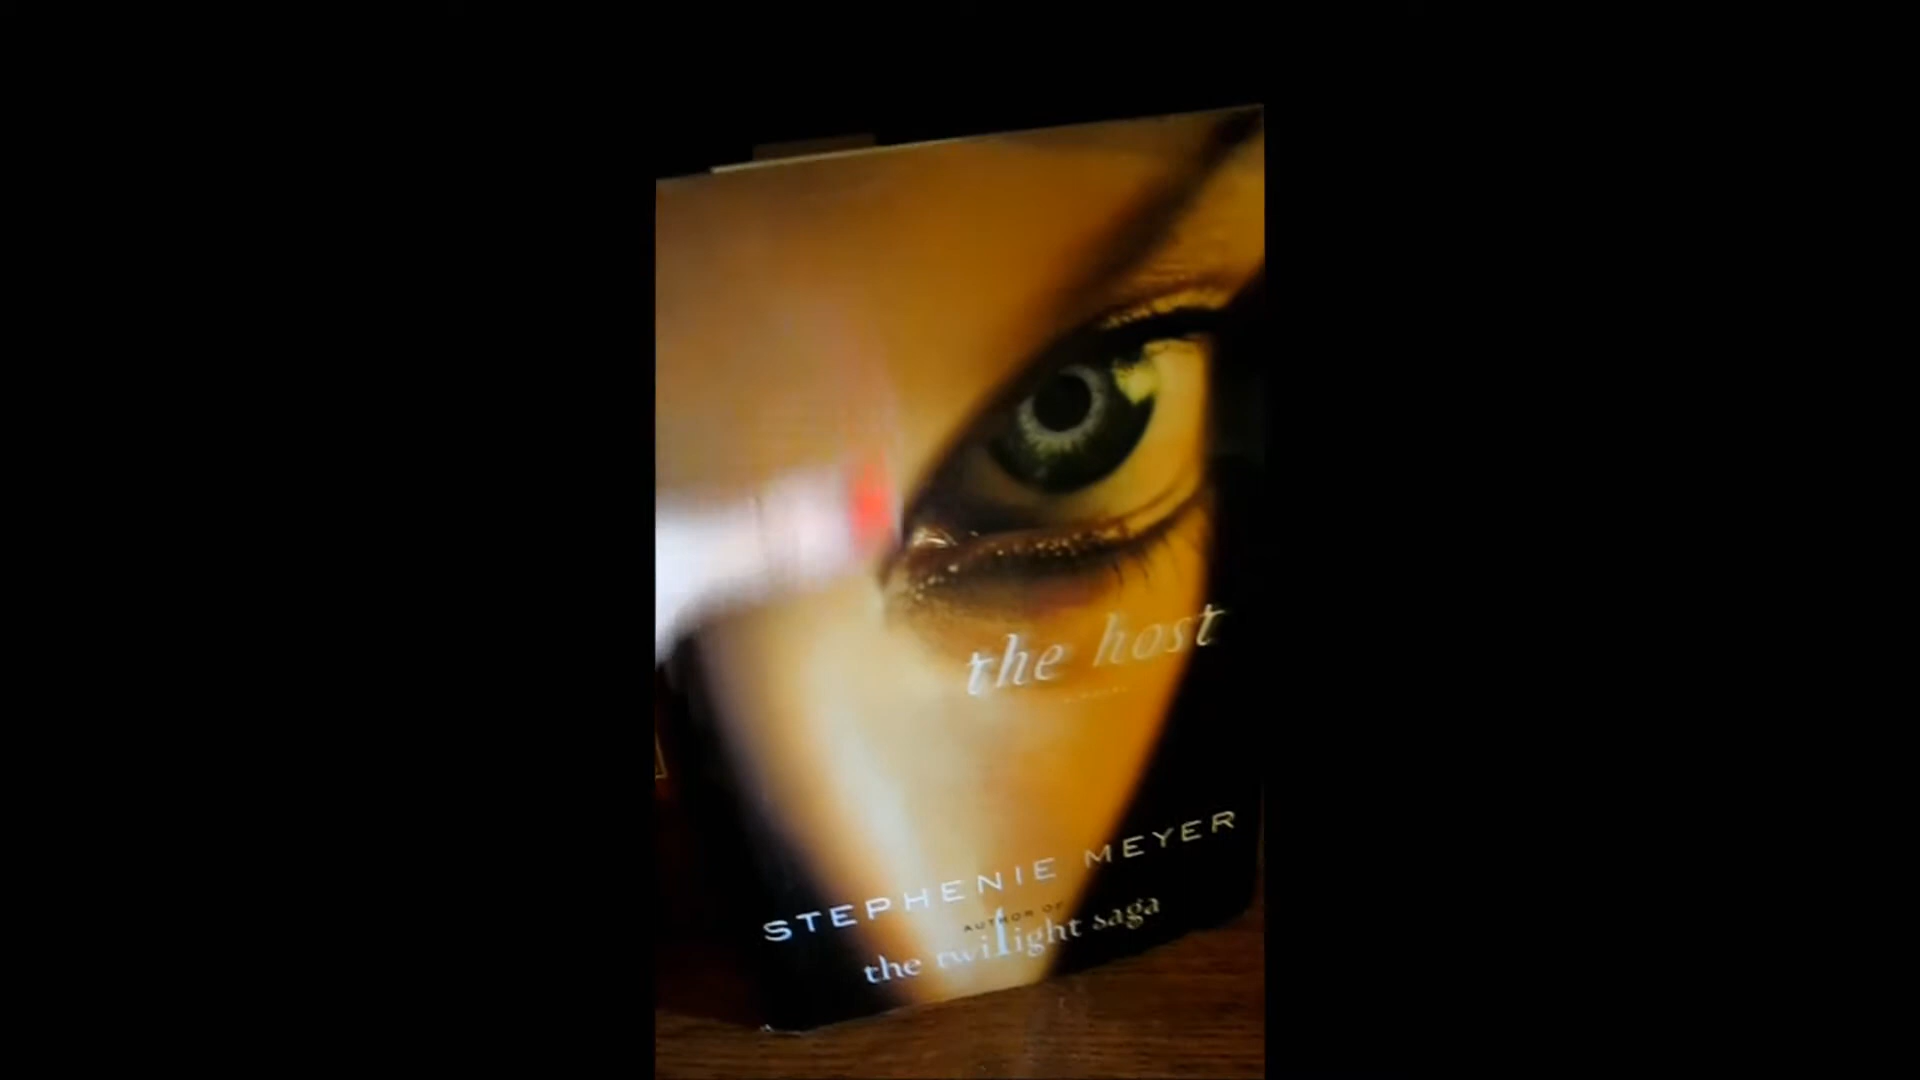 the host
STEPHENIE MEYER
AUTHOR OF
the twilight saga